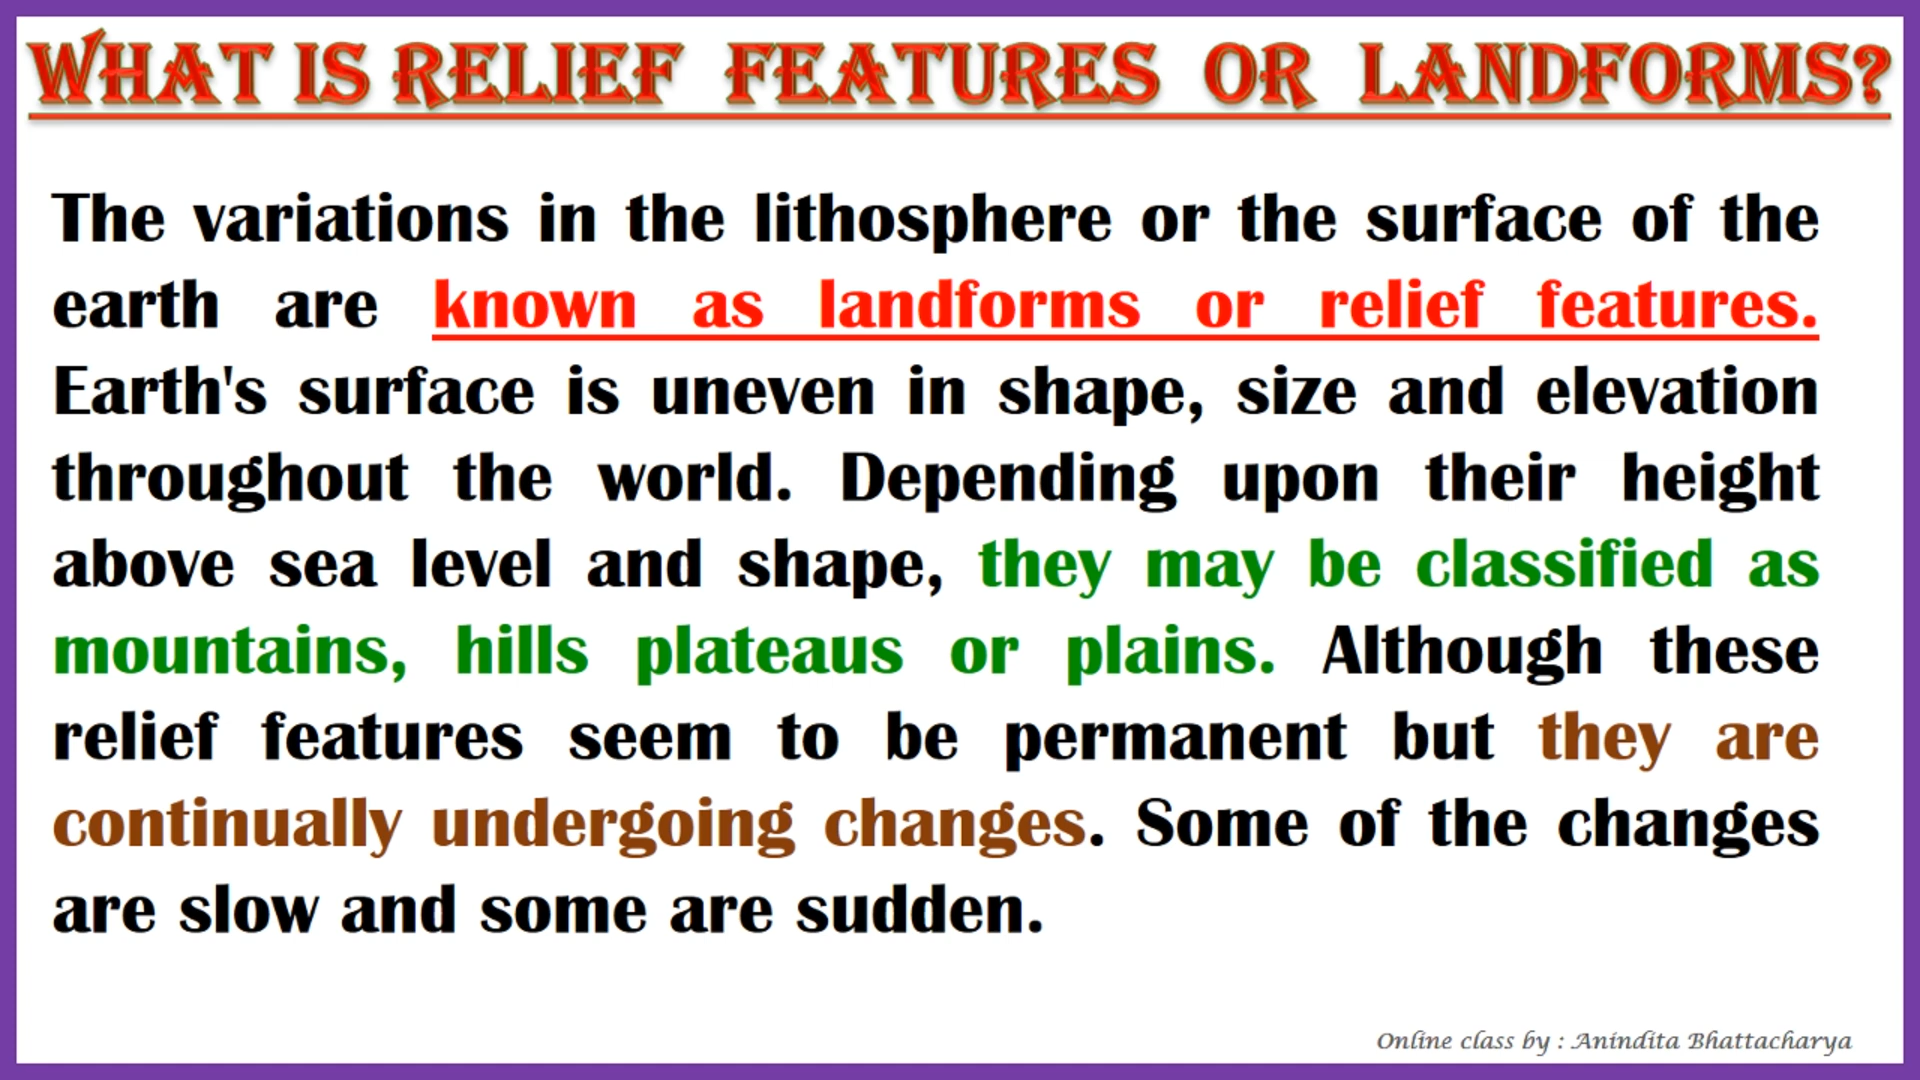 WHAT IS RELIEF FEATURES OR LANDFORMS?
The variations in the lithosphere or the surface of the
earth are known as landforms or relief features.
Earth's surface is uneven in shape, size and elevation
throughout the world. Depending upon their height
above sea level and shape, they may be classified as
mountains, hills plateaus or plains. Although these
relief features seem to be permanent but they are
continually undergoing changes. Some of the changes
are slow and some are sudden.
Online class by : Anindita Bhattacharya